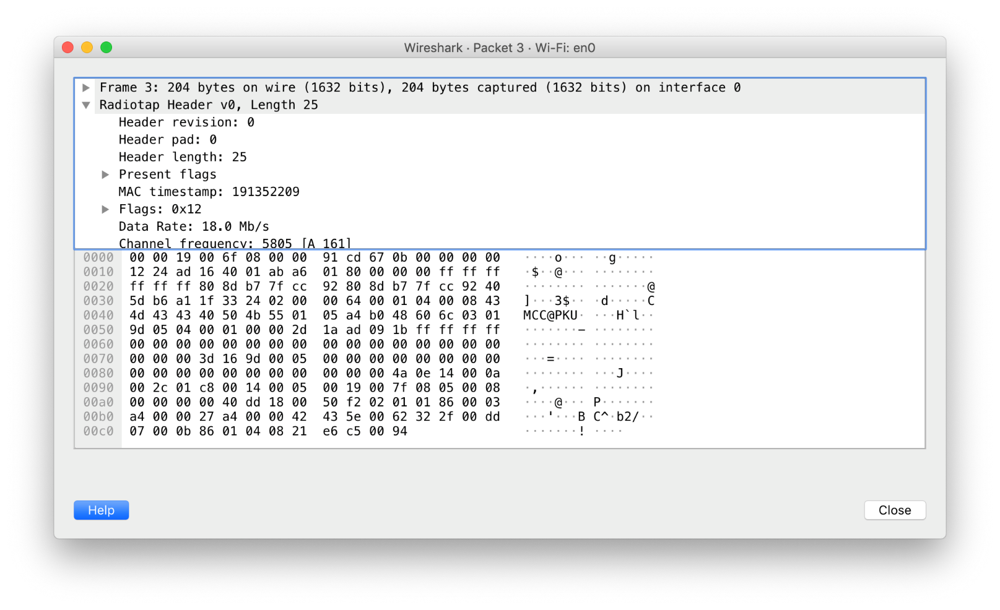 Wireshark · Packet 3 · Wi-Fi: en0
Frame 3: 204 bytes on wire (1632 bits), 204 bytes captured (1632 bits) on interface 0
Radiotap Header v0, Length 25
Header revision: 0
Header pad: 0
Header length: 25
Present flags
MAC timestamp: 191352209
Flags: 0x12
Data Rate: 18.0 Mb/s
Channel frequency: 5805 [A 161]
0000 00 00 19 00 6f 08 00 00 91 cd 67 0b 00 00 00 00 ····o··· ··g·····
0010 12 24 ad 16 40 01 ab a6 01 80 00 00 00 ff ff ff ·$··@··· ········
0020 ff ff ff 80 8d b7 7f cc 92 80 8d b7 7f cc 92 40 ········ ·······@
0030 5d b6 a1 1f 33 24 02 00 00 64 00 01 04 00 08 43 ]···3$·· ·d·····C
0040 4d 43 43 40 50 4b 55 01 05 a4 b0 48 60 6c 03 01 MCC@PKU· ···H`l··
0050 9d 05 04 00 01 00 00 2d 1a ad 09 1b ff ff ff ff ·······– ········
0060 00 00 00 00 00 00 00 00 00 00 00 00 00 00 00 00 ········ ········
0070 00 00 00 3d 16 9d 00 05 00 00 00 00 00 00 00 00 ···=···· ········
0080 00 00 00 00 00 00 00 00 00 00 00 4a 0e 14 00 0a ········ ···J····
0090 00 2c 01 c8 00 14 00 05 00 19 00 7f 08 05 00 08 ·,······ ········
00a0 00 00 00 00 40 dd 18 00 50 f2 02 01 01 86 00 03 ····@··· P·······
00b0 a4 00 00 27 a4 00 00 42 43 5e 00 62 32 2f 00 dd ···'···B C^·b2/··
00c0 07 00 0b 86 01 04 08 21 e6 c5 00 94 ·······! ····
Help
Close